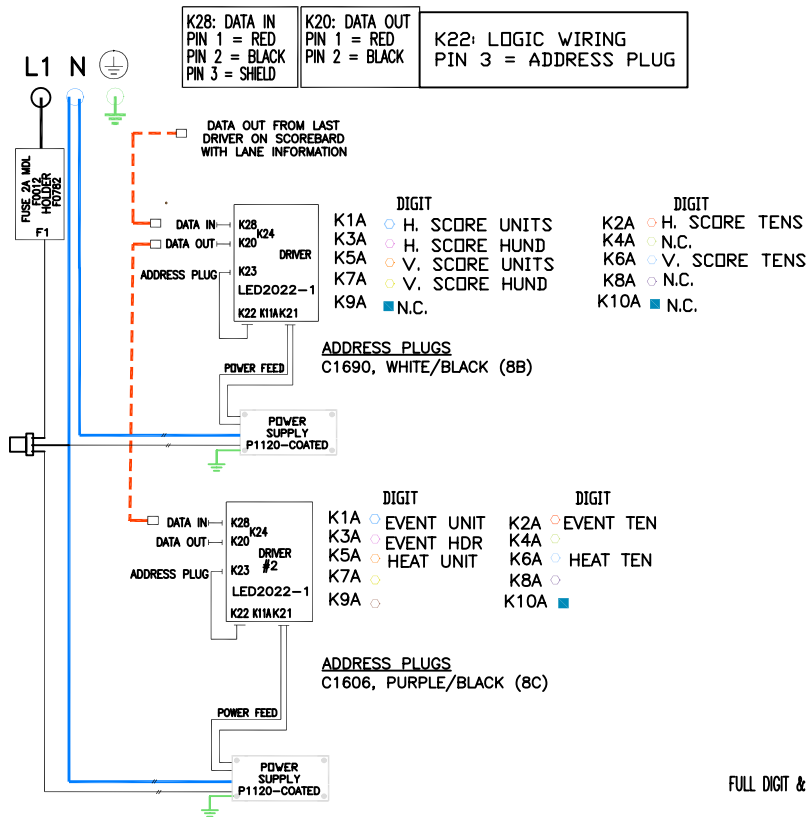 K28: DATA IN
PIN 1 = RED
PIN 2 = BLACK
PIN 3 = SHIELD
K20: DATA OUT
PIN 1 = RED
PIN 2 = BLACK
K22: LOGIC WIRING
PIN 3 = ADDRESS PLUG
L1 N
DATA OUT FROM LAST
DRIVER ON SCOREBARD
WITH LANE INFORMATION
FUSE 2A MDL
F0012
HOLDER
F0782
F1
DATA IN
DATA OUT
ADDRESS PLUG
K28
K24
K20
DRIVER
K23
LED2022-1
K22 K11A K21
DIGIT
K1A H. SCORE UNITS
K3A H. SCORE HUND
K5A V. SCORE UNITS
K7A V. SCORE HUND
K9A N.C.
DIGIT
K2A H. SCORE TENS
K4A N.C.
K6A V. SCORE TENS
K8A N.C.
K10A N.C.
ADDRESS PLUGS
C1690, WHITE/BLACK (8B)
POWER FEED
POWER
SUPPLY
P1120-COATED
DATA IN
DATA OUT
ADDRESS PLUG
K28
K24
K20
DRIVER
#2
K23
LED2022-1
K22 K11A K21
DIGIT
K1A EVENT UNIT
K3A EVENT HDR
K5A HEAT UNIT
K7A
K9A
DIGIT
K2A EVENT TEN
K4A
K6A HEAT TEN
K8A
K10A
ADDRESS PLUGS
C1606, PURPLE/BLACK (8C)
POWER FEED
POWER
SUPPLY
P1120-COATED
FULL DIGIT &